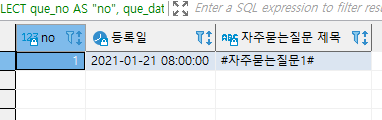 LECT que_no AS "no", que_dat
Enter a SQL expression to filter res
123 no
등록일
ABC 자주묻는질문 제목
1
2021-01-21 08:00:00
#자주묻는질문1#